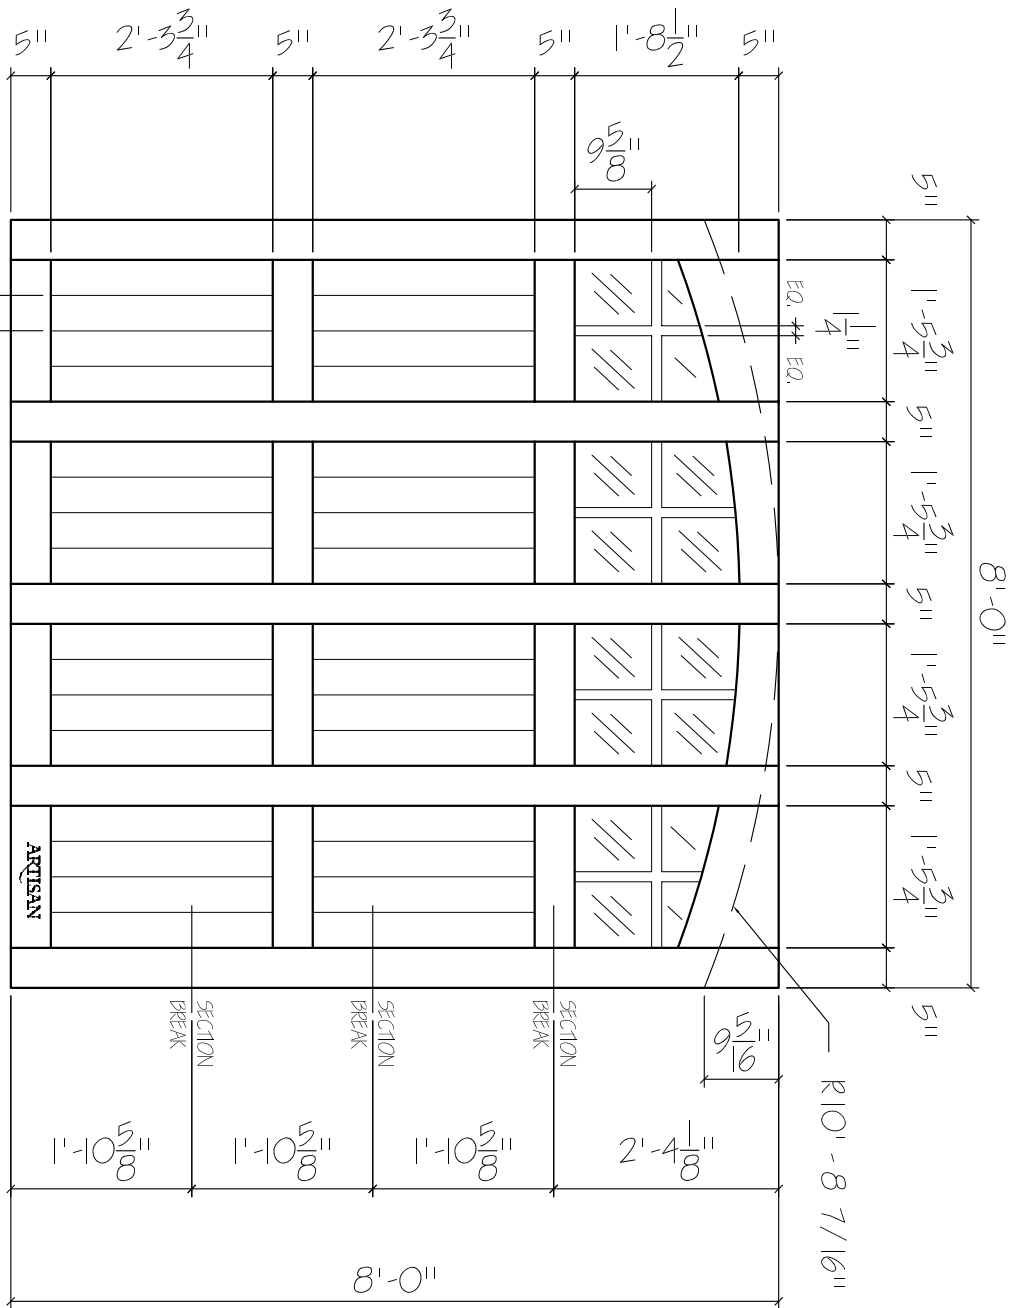 5" 2'-3 3/4" 5" 2'-3 3/4" 5" 1'-8 1/2" 5"
9 5/8"
5"
1'-5 3/4"
5"
1'-5 3/4"
5"
1'-5 3/4"
5"
1'-5 3/4"
5"
8'-0"
EQ.
1/4"
EQ.
ARTISAN
SECTION
BREAK
SECTION
BREAK
SECTION
BREAK
9 5/16"
R10'-8 7/16"
1'-10 5/8" 1'-10 5/8" 1'-10 5/8" 2'-4 1/8"
8'-0"